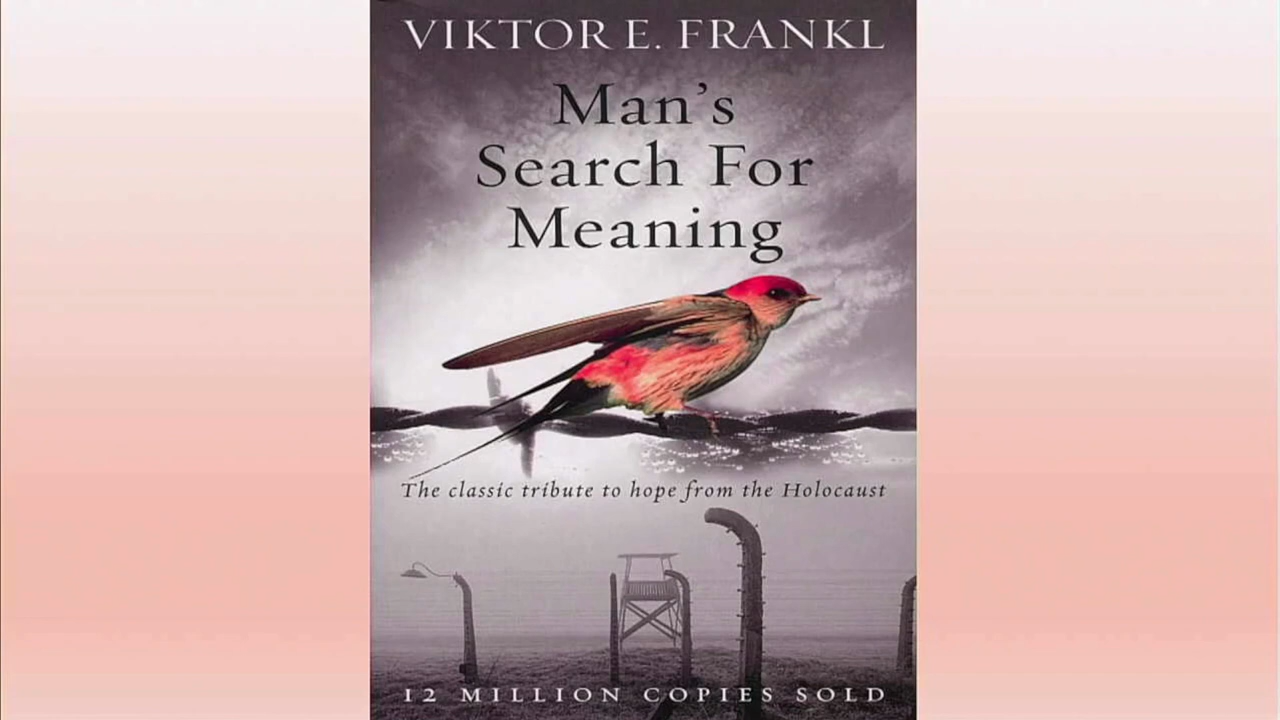 VIKTOR E. FRANKL
Man's
Search For
Meaning
The classic tribute to hope from the Holocaust
12 MILLION COPIES SOLD